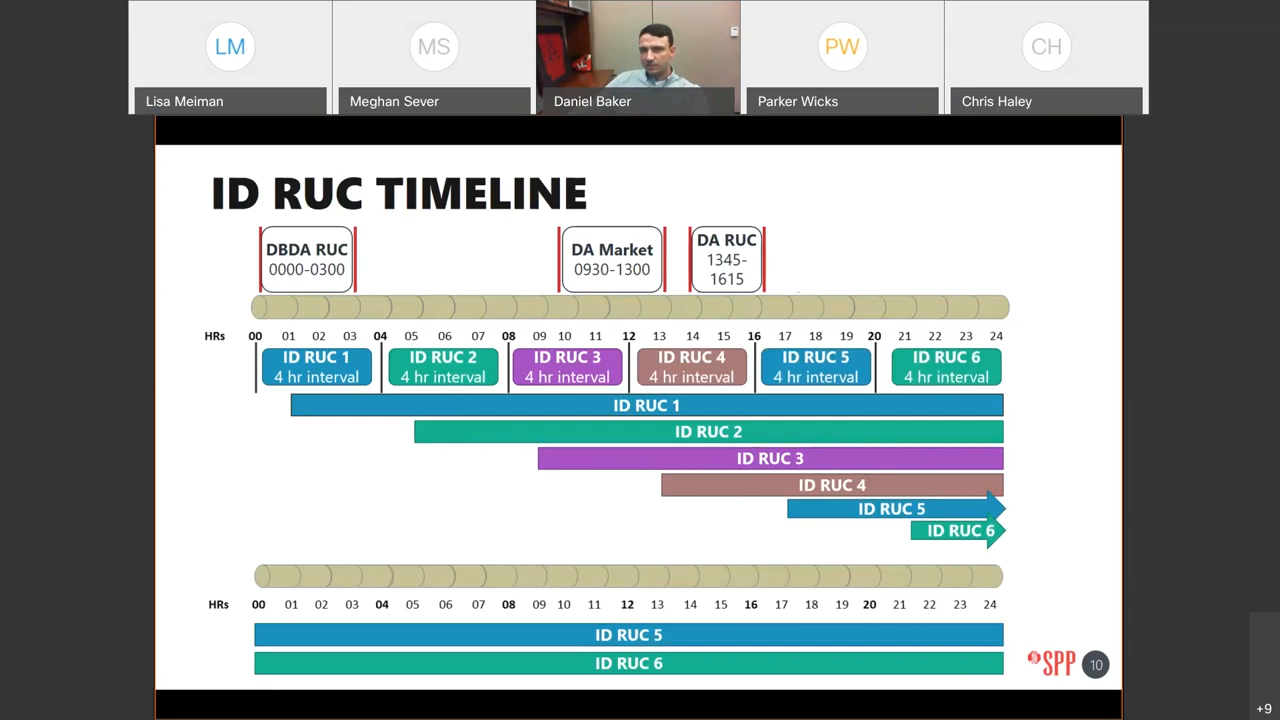 LM
MS
PW
CH
Lisa Meiman
Meghan Sever
Daniel Baker
Parker Wicks
Chris Haley
ID RUC TIMELINE
DBDA RUC
0000-0300
DA Market
0930-1300
DA RUC
1345-
1615
HRs 00 01 02 03 04 05 06 07 08 09 10 11 12 13 14 15 16 17 18 19 20 21 22 23 24
ID RUC 1
4 hr interval
ID RUC 2
4 hr interval
ID RUC 3
4 hr interval
ID RUC 4
4 hr interval
ID RUC 5
4 hr interval
ID RUC 6
4 hr interval
ID RUC 1
ID RUC 2
ID RUC 3
ID RUC 4
ID RUC 5
ID RUC 6
HRs 00 01 02 03 04 05 06 07 08 09 10 11 12 13 14 15 16 17 18 19 20 21 22 23 24
ID RUC 5
ID RUC 6
SPP
10
+9